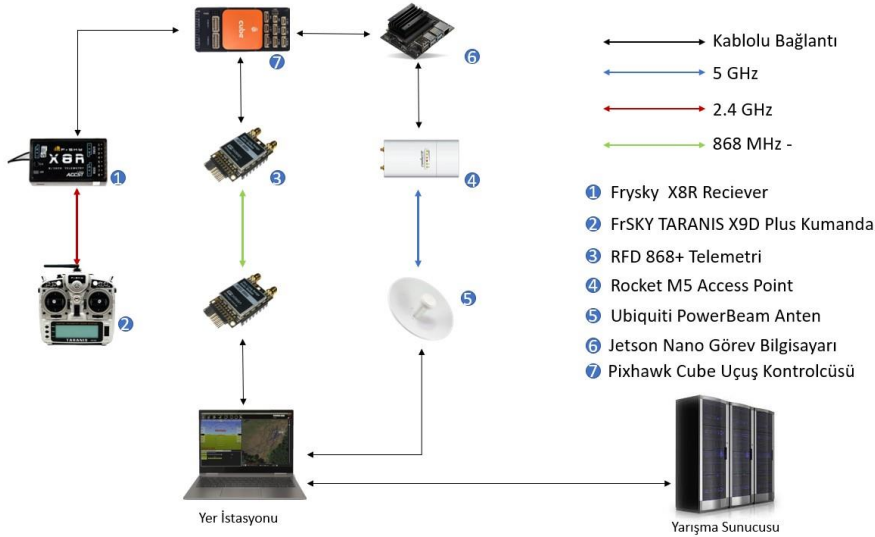 cube
7
6
Kablolu Bağlantı
5 GHz
2.4 GHz
868 MHz -
FrSky
X8R
ACCST
1
3
4
1 Frysky X8R Reciever
2 FrSKY TARANIS X9D Plus Kumanda
3 RFD 868+ Telemetri
4 Rocket M5 Access Point
5 Ubiquiti PowerBeam Anten
6 Jetson Nano Görev Bilgisayarı
7 Pixhawk Cube Uçuş Kontrolcüsü
5
2
TARANIS
Yer İstasyonu
Yarışma Sunucusu